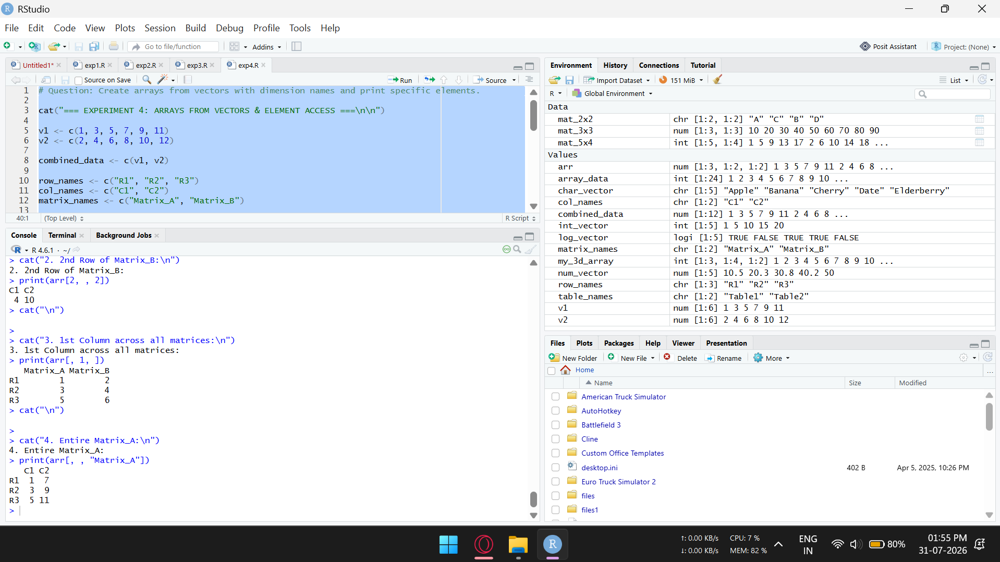 RStudio
File Edit Code View Plots Session Build Debug Profile Tools Help
Go to file/function Addins Posit Assistant Project: (None)
Untitled1* exp1.R exp2.R exp3.R exp4.R
Source on Save Run Source
1 # Question: Create arrays from vectors with dimension names and print specific elements.
2
3 cat("=== EXPERIMENT 4: ARRAYS FROM VECTORS & ELEMENT ACCESS ===\n\n")
4
5 v1 <- c(1, 3, 5, 7, 9, 11)
6 v2 <- c(2, 4, 6, 8, 10, 12)
7
8 combined_data <- c(v1, v2)
9
10 row_names <- c("R1", "R2", "R3")
11 col_names <- c("C1", "C2")
12 matrix_names <- c("Matrix_A", "Matrix_B")
13
40:1 (Top Level) R Script
Console Terminal Background Jobs
R 4.6.1 · ~/
> cat("2. 2nd Row of Matrix_B:\n")
2. 2nd Row of Matrix_B:
> print(arr[2, , 2])
C1 C2
4 10
> cat("\n")
>
> cat("3. 1st Column across all matrices:\n")
3. 1st Column across all matrices:
> print(arr[, 1, ])
Matrix_A Matrix_B
R1 1 2
R2 3 4
R3 5 6
> cat("\n")
>
> cat("4. Entire Matrix_A:\n")
4. Entire Matrix_A:
> print(arr[, , "Matrix_A"])
C1 C2
R1 1 7
R2 3 9
R3 5 11
>
Environment History Connections Tutorial
Import Dataset 151 MiB List
R Global Environment
Data
mat_2x2 chr [1:2, 1:2] "A" "C" "B" "D"
mat_3x3 num [1:3, 1:3] 10 20 30 40 50 60 70 80 90
mat_5x4 int [1:5, 1:4] 1 5 9 13 17 2 6 10 14 18 ...
Values
arr num [1:3, 1:2, 1:2] 1 3 5 7 9 11 2 4 6 8 ...
array_data int [1:24] 1 2 3 4 5 6 7 8 9 10 ...
char_vector chr [1:5] "Apple" "Banana" "Cherry" "Date" "Elderberry"
col_names chr [1:2] "C1" "C2"
combined_data num [1:12] 1 3 5 7 9 11 2 4 6 8 ...
int_vector int [1:5] 1 5 10 15 20
log_vector logi [1:5] TRUE FALSE TRUE TRUE FALSE
matrix_names chr [1:2] "Matrix_A" "Matrix_B"
my_3d_array int [1:3, 1:4, 1:2] 1 2 3 4 5 6 7 8 9 10 ...
num_vector num [1:5] 10.5 20.3 30.8 40.2 50
row_names chr [1:3] "R1" "R2" "R3"
table_names chr [1:2] "Table1" "Table2"
v1 num [1:6] 1 3 5 7 9 11
v2 num [1:6] 2 4 6 8 10 12
Files Plots Packages Help Viewer Presentation
New Folder New File Delete Rename More
Home ...
Name Size Modified
American Truck Simulator
AutoHotkey
Battlefield 3
Cline
Custom Office Templates
desktop.ini 402 B Apr 5, 2025, 10:26 PM
Euro Truck Simulator 2
files
files1
↑: 0.00 KB/s CPU: 7 %
↓: 0.00 KB/s MEM: 82 %
ENG
IN
80%
01:55 PM
31-07-2026